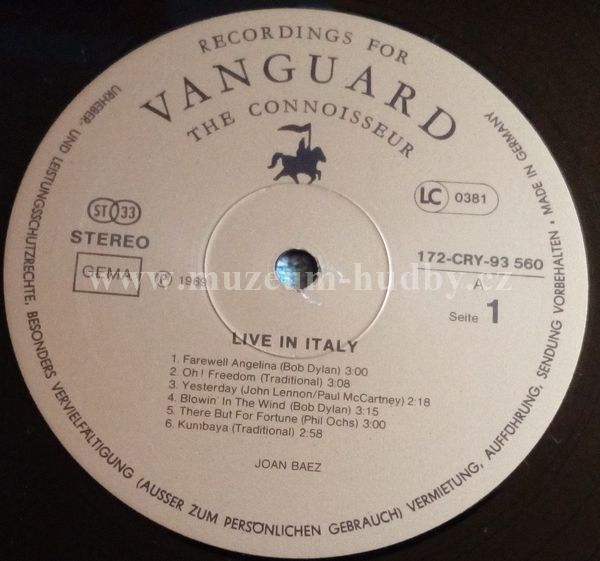 RECORDINGS FOR
VANGUARD
THE CONNOISSEUR
LC 0381
ST 33
STEREO
GEMA
℗ 1969
172-CRY-93 560
A
Seite 1
www.muzeum-hudby.cz
LIVE IN ITALY
1. Farewell Angelina (Bob Dylan) 3:00
2. Oh! Freedom (Traditional) 3:08
3. Yesterday (John Lennon/Paul McCartney) 2:18
4. Blowin' In The Wind (Bob Dylan) 3:15
5. There But For Fortune (Phil Ochs) 3:00
6. Kumbaya (Traditional) 2:58
JOAN BAEZ
URHEBER- UND LEISTUNGSSCHUTZRECHTE, BESONDERS VERVIELFÄLTIGUNG (AUSSER ZUM PERSÖNLICHEN GEBRAUCH) VERMIETUNG, AUFFÜHRUNG, SENDUNG VORBEHALTEN • MADE IN GERMANY